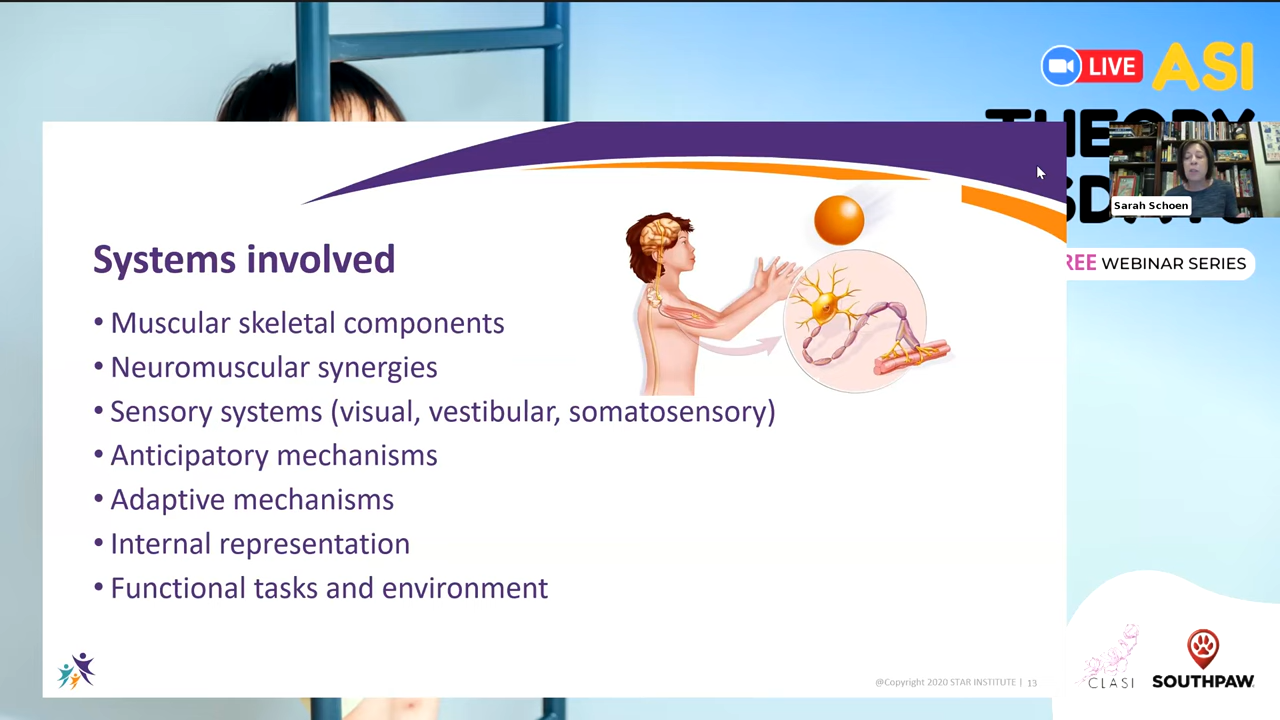 LIVE ASI
Sarah Schoen
REE WEBINAR SERIES
Systems involved
• Muscular skeletal components
• Neuromuscular synergies
• Sensory systems (visual, vestibular, somatosensory)
• Anticipatory mechanisms
• Adaptive mechanisms
• Internal representation
• Functional tasks and environment
@Copyright 2020 STAR INSTITUTE | 13
CLASI
SOUTHPAW